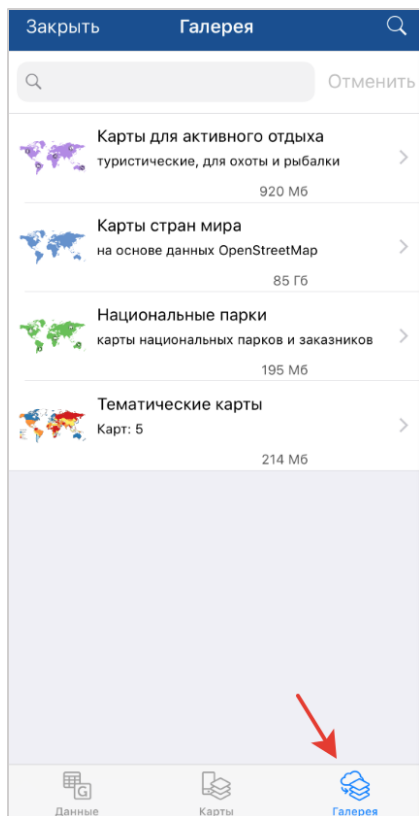 Закрыть Галерея
Отменить
Карты для активного отдыха
туристические, для охоты и рыбалки
920 Мб
Карты стран мира
на основе данных OpenStreetMap
85 Гб
Национальные парки
карты национальных парков и заказников
195 Мб
Тематические карты
Карт: 5
214 Мб
G
Данные Карты Галерея